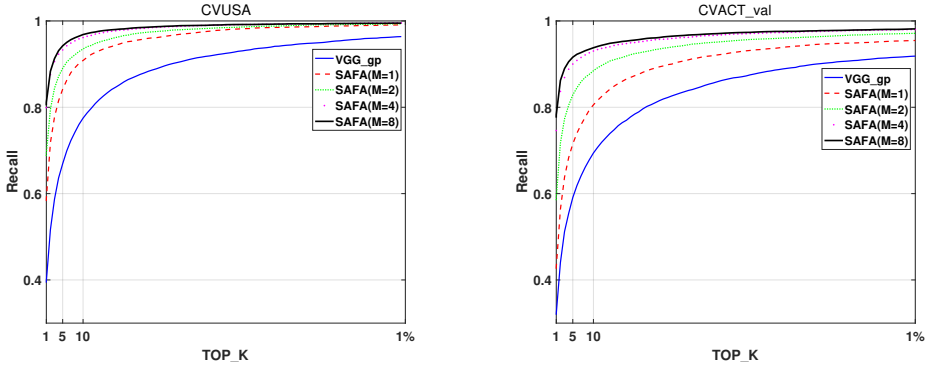 CVUSA
1
0.8
0.6
0.4
Recall
VGG_gp
SAFA(M=1)
SAFA(M=2)
SAFA(M=4)
SAFA(M=8)
1 5 10 1%
TOP_K
CVACT_val
1
0.8
0.6
0.4
Recall
VGG_gp
SAFA(M=1)
SAFA(M=2)
SAFA(M=4)
SAFA(M=8)
1 5 10 1%
TOP_K